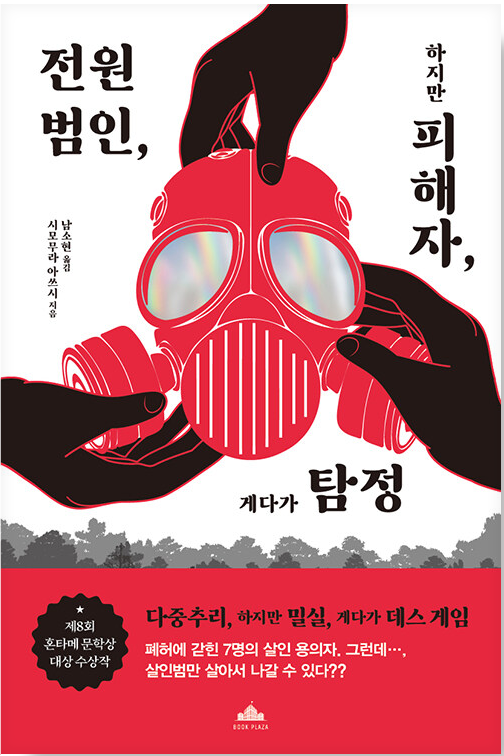 전원
범인,
하지만
피해자,
게다가 탐정
시모무라 아쓰시 지음
남소현 옮김
★
제8회
혼타메 문학상
대상 수상작
다중추리, 하지만 밀실, 게다가 데스 게임
폐허에 갇힌 7명의 살인 용의자. 그런데…,
살인범만 살아서 나갈 수 있다??
BOOK PLAZA